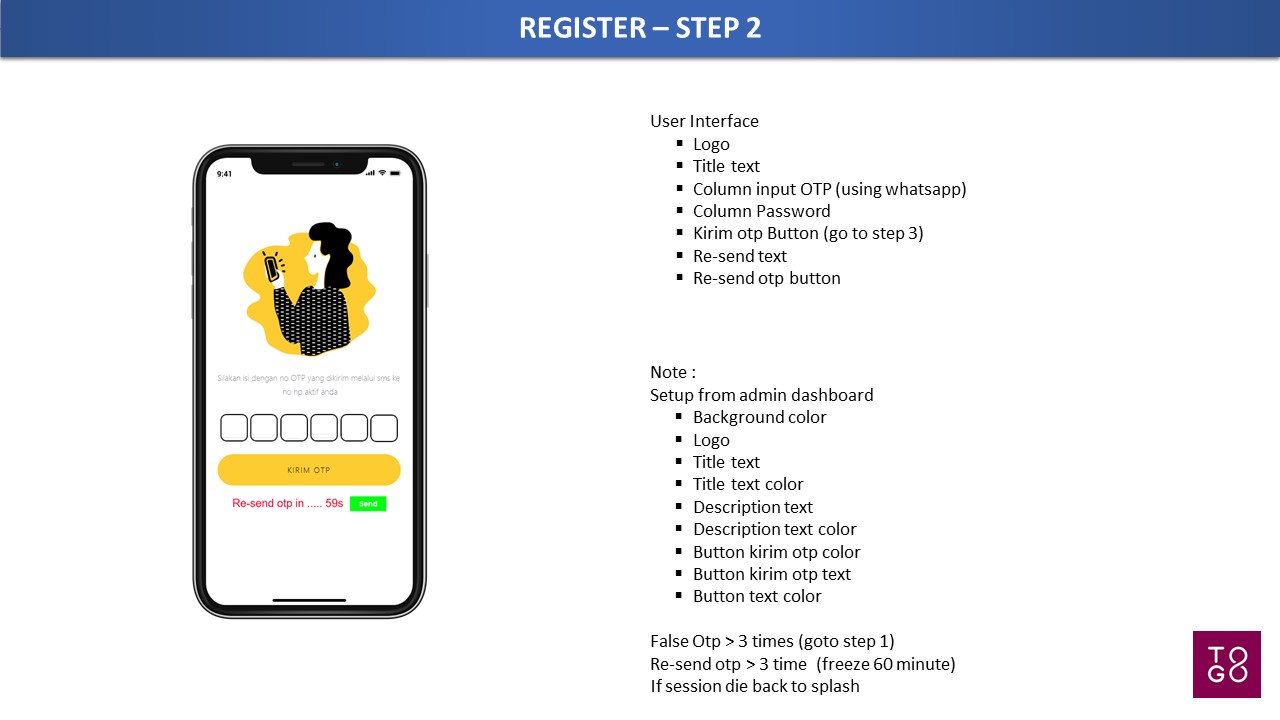 REGISTER – STEP 2
9:41
Silakan isi dengan no OTP yang dikirim melalui sms ke
no hp aktif anda
KIRIM OTP
Re-send otp in ..... 59s
Send
User Interface
▪ Logo
▪ Title text
▪ Column input OTP (using whatsapp)
▪ Column Password
▪ Kirim otp Button (go to step 3)
▪ Re-send text
▪ Re-send otp button
Note :
Setup from admin dashboard
▪ Background color
▪ Logo
▪ Title text
▪ Title text color
▪ Description text
▪ Description text color
▪ Button kirim otp color
▪ Button kirim otp text
▪ Button text color
False Otp > 3 times (goto step 1)
Re-send otp > 3 time (freeze 60 minute)
If session die back to splash
TOGO